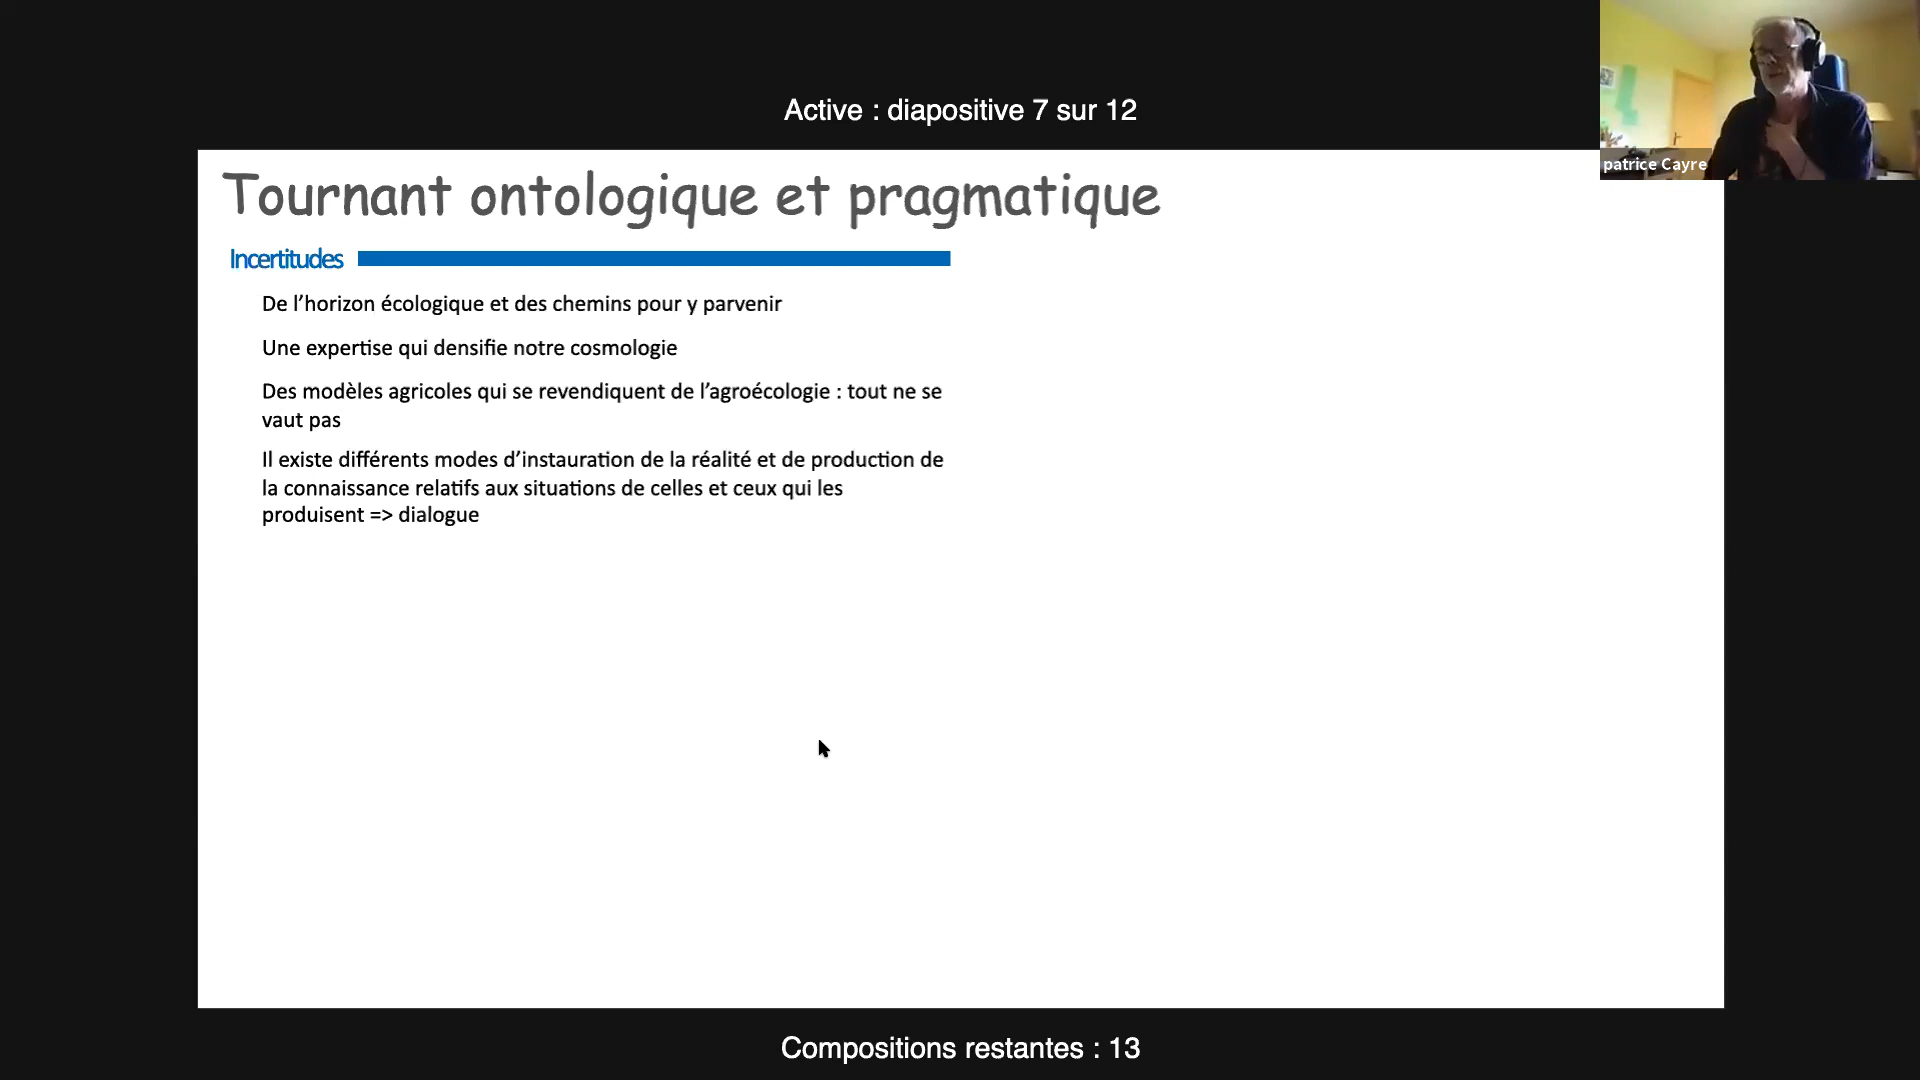 Active : diapositive 7 sur 12
patrice Cayre
Tournant ontologique et pragmatique
Incertitudes
De l’horizon écologique et des chemins pour y parvenir
Une expertise qui densifie notre cosmologie
Des modèles agricoles qui se revendiquent de l’agroécologie : tout ne se
vaut pas
Il existe différents modes d’instauration de la réalité et de production de
la connaissance relatifs aux situations de celles et ceux qui les
produisent => dialogue
Compositions restantes : 13